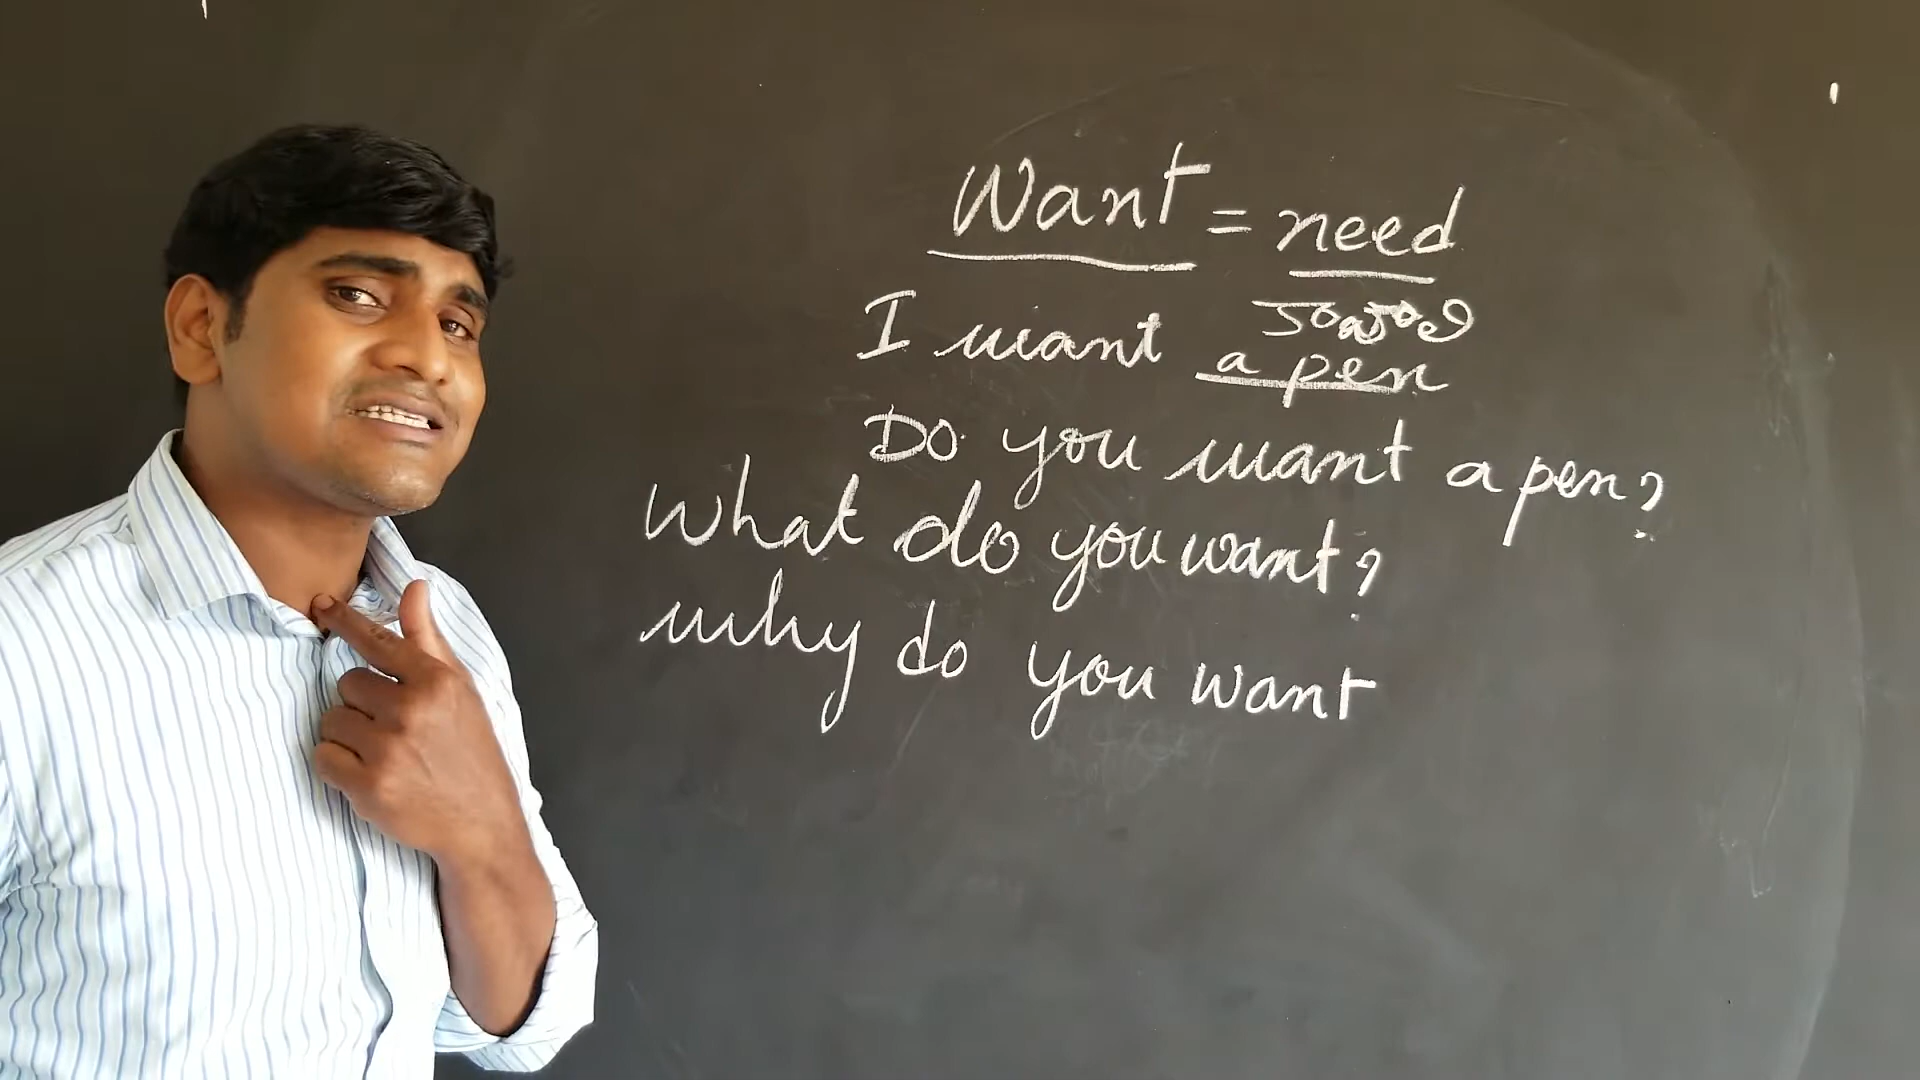 Want = need
I want a pen
Do you want a pen?
What do you want?
why do you want